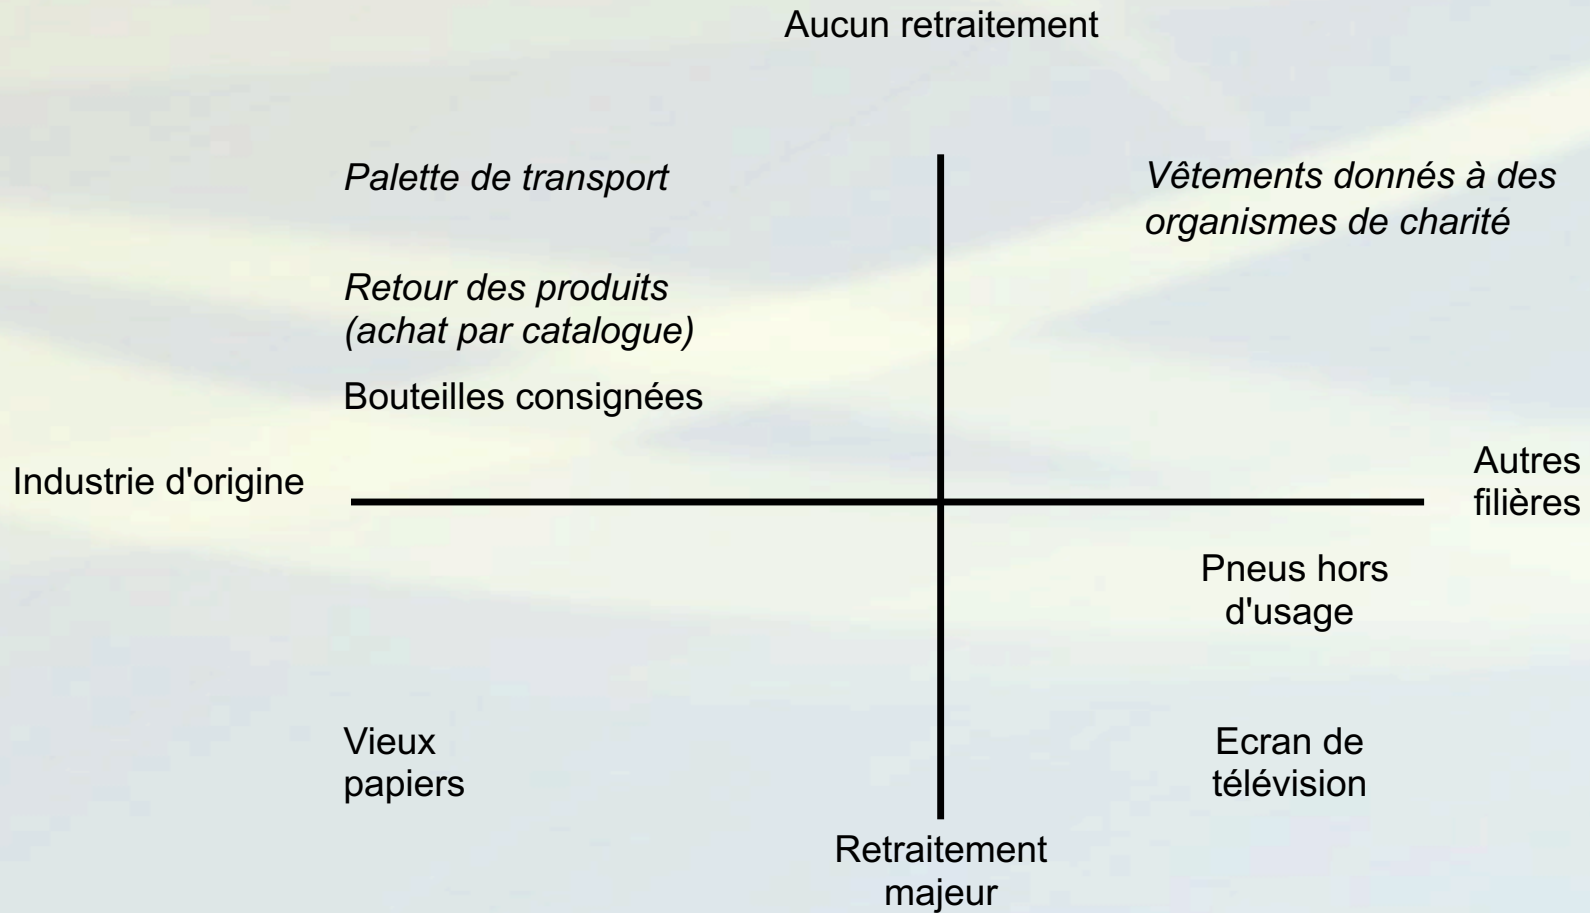 Aucun retraitement
Palette de transport
Vêtements donnés à des
organismes de charité
Retour des produits
(achat par catalogue)
Bouteilles consignées
Industrie d'origine
Autres
filières
Pneus hors
d'usage
Vieux
papiers
Ecran de
télévision
Retraitement
majeur